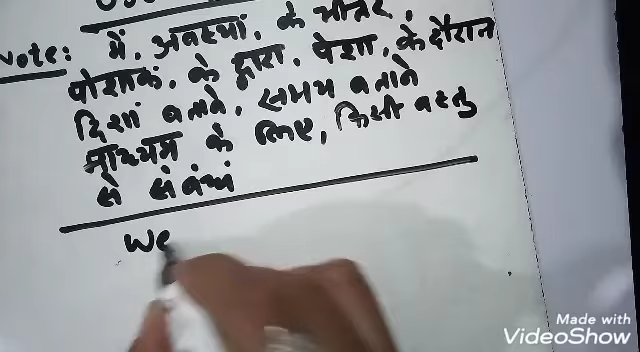 Note: में, अवस्थां, के भीतर,
पोशाक, के द्वारा, पेशा, के दौरान
दिशा बताने, समय बताने
माध्यम के लिए, किसी वस्तु
से संबंध
We
Made with
VideoShow